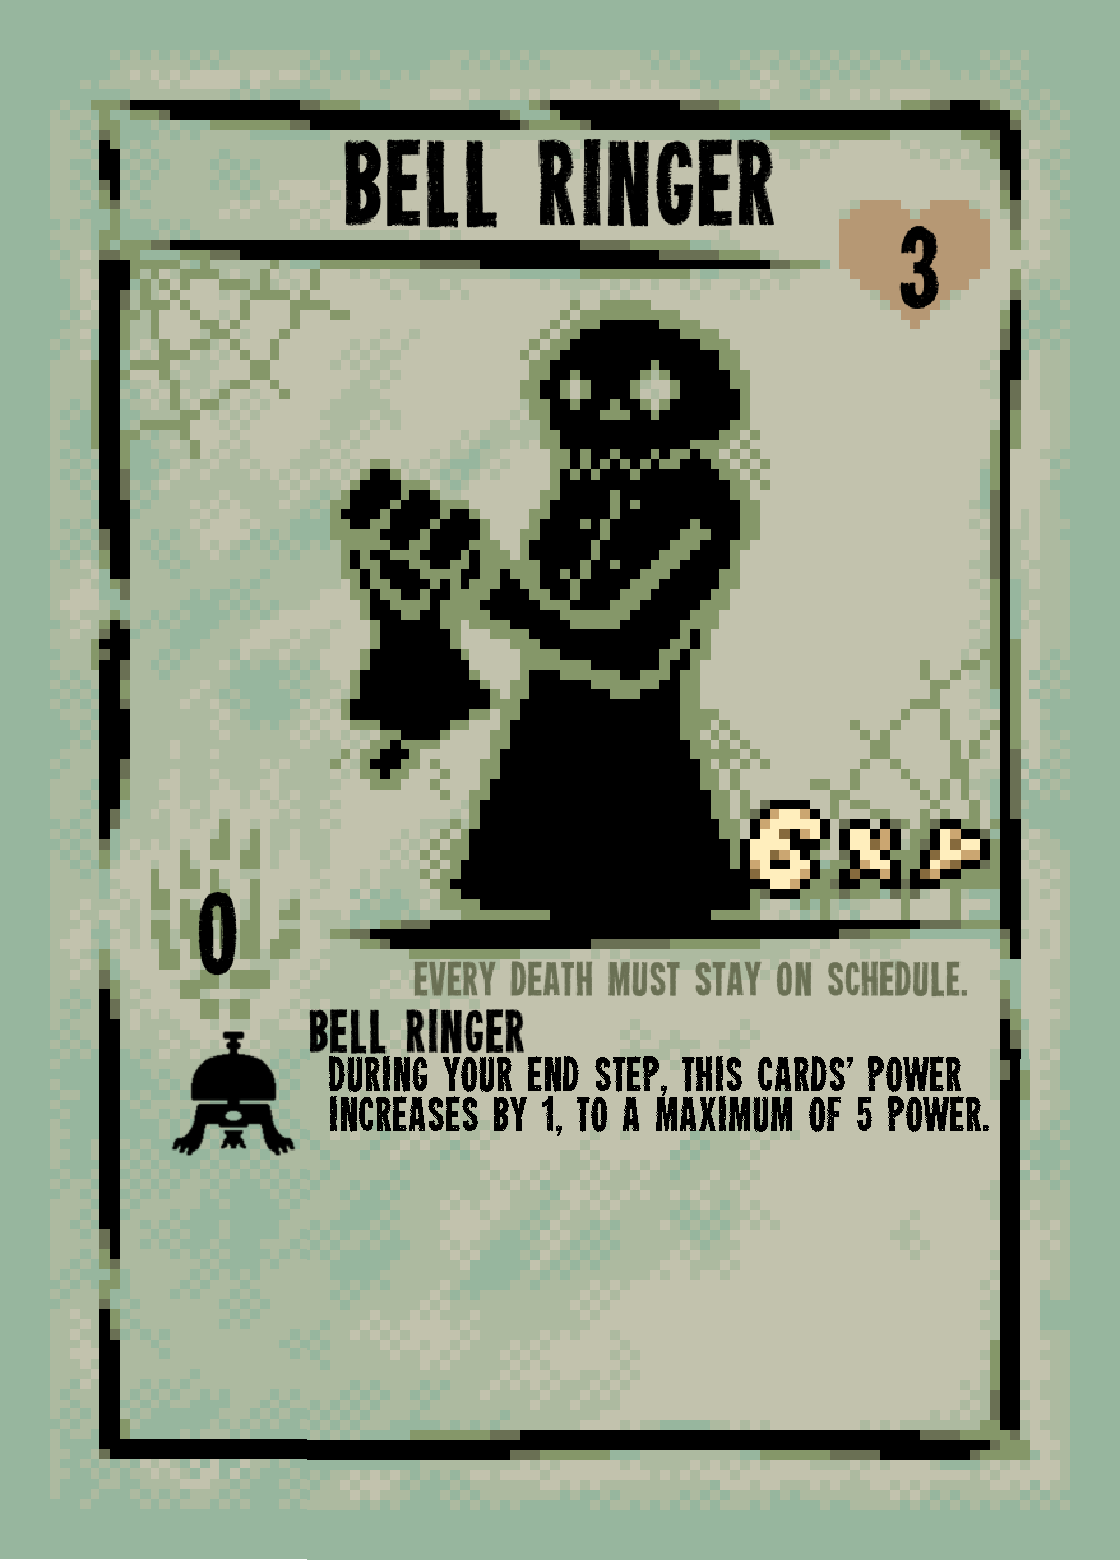 BELL RINGER
3
6 X
0
EVERY DEATH MUST STAY ON SCHEDULE.
BELL RINGER
DURING YOUR END STEP, THIS CARDS' POWER
INCREASES BY 1, TO A MAXIMUM OF 5 POWER.